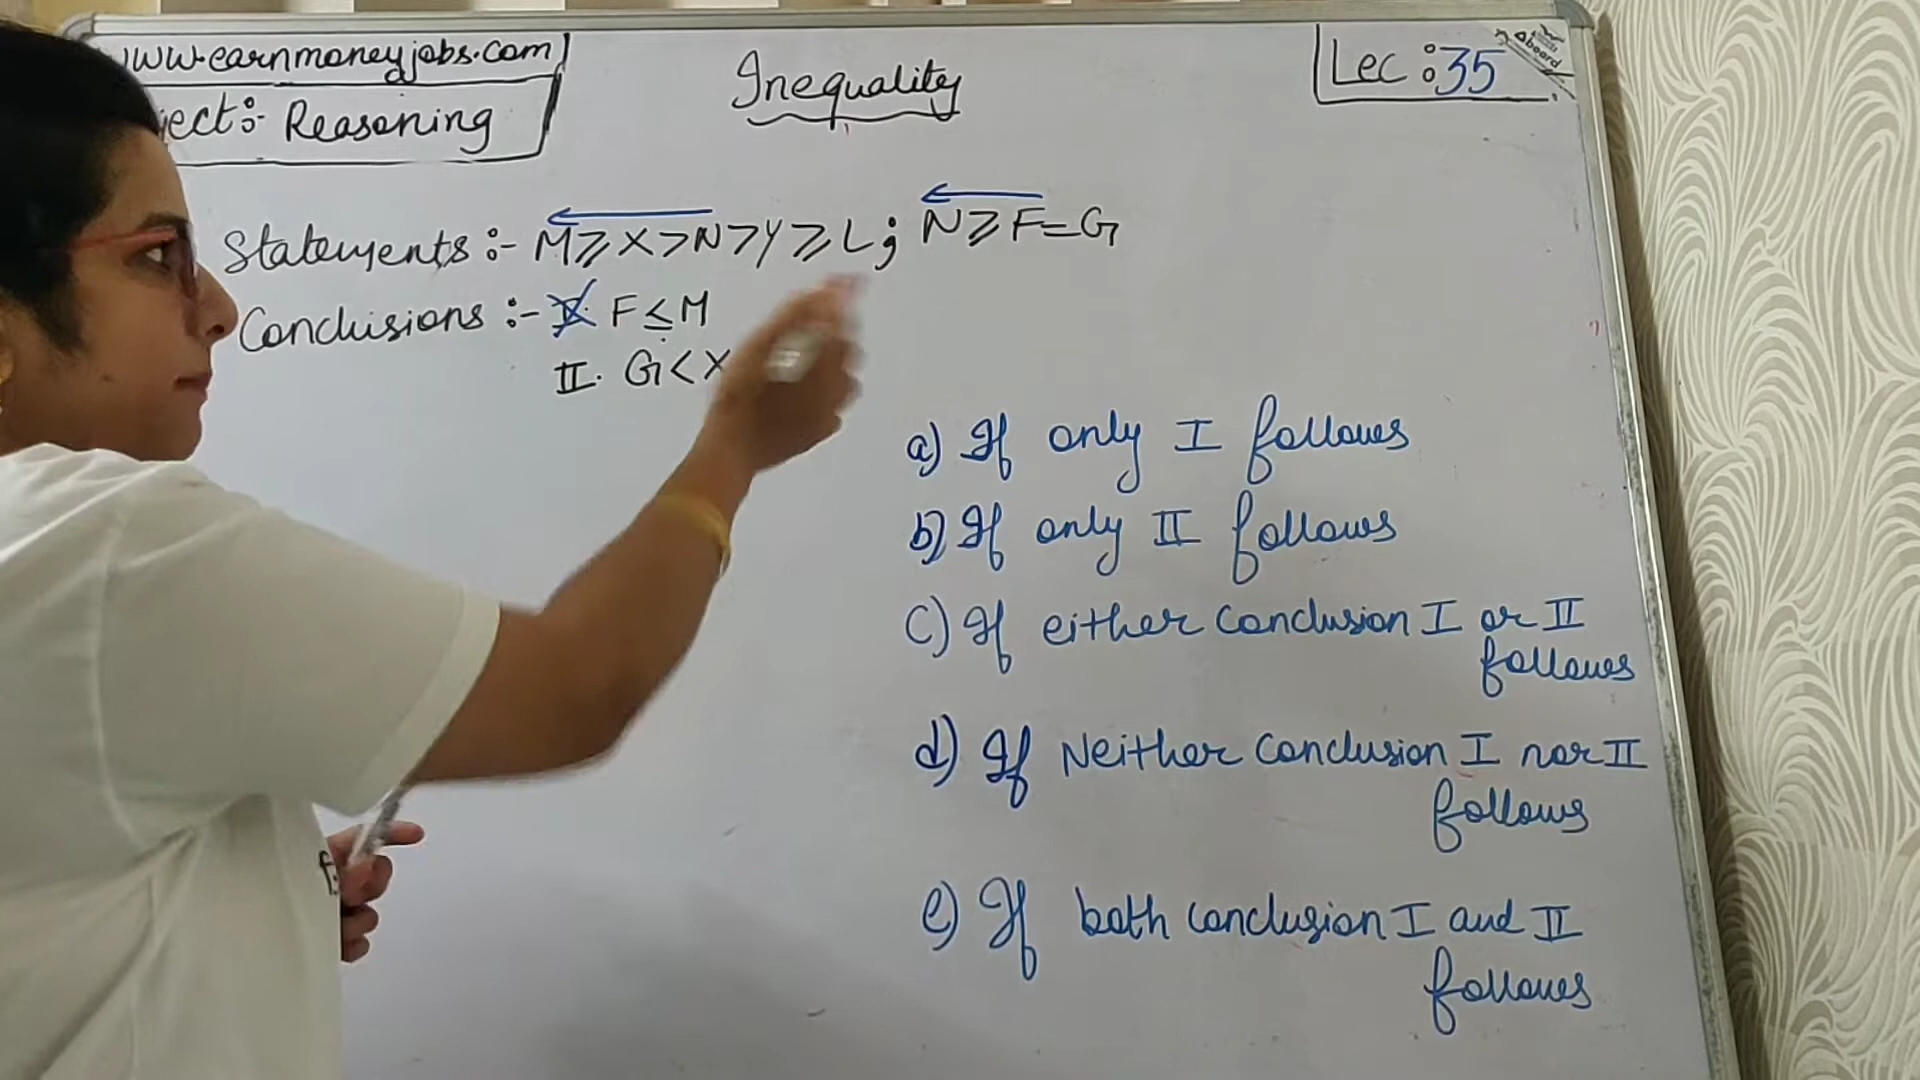 www.earnmoneyjobs.com
ject:- Reasoning
Inequality
Lec : 35
aboard
Statements :- M ⩾ X > N > Y ⩾ L ; N ⩾ F = G
Conclusions :- I. F ≤ M
II. G < X
a) If only I follows
b) If only II follows
c) If either conclusion I or II
follows
d) If Neither conclusion I nor II
follows
e) If both conclusion I and II
follows